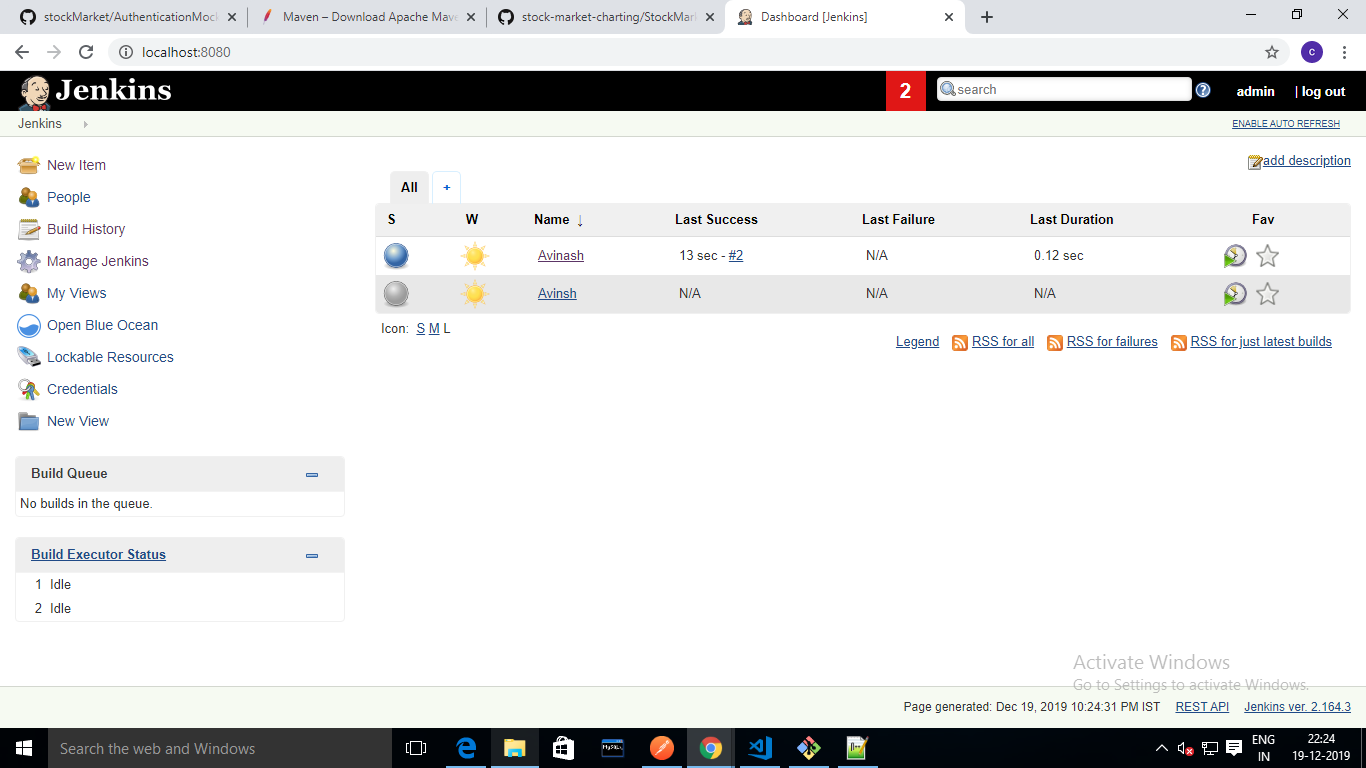 stockMarket/AuthenticationMock
Maven – Download Apache Mave
stock-market-charting/StockMar
Dashboard [Jenkins]
localhost:8080
c
Jenkins
2
search
admin
| log out
Jenkins
ENABLE AUTO REFRESH
New Item
People
Build History
Manage Jenkins
My Views
Open Blue Ocean
Lockable Resources
Credentials
New View
Build Queue
No builds in the queue.
Build Executor Status
1 Idle
2 Idle
add description
All +
S W Name ↓ Last Success Last Failure Last Duration Fav
Avinash 13 sec - #2 N/A 0.12 sec
Avinsh N/A N/A N/A
Icon: S M L
Legend RSS for all RSS for failures RSS for just latest builds
Activate Windows
Go to Settings to activate Windows.
Page generated: Dec 19, 2019 10:24:31 PM IST REST API Jenkins ver. 2.164.3
Search the web and Windows
MySQL
ENG
IN
22:24
19-12-2019